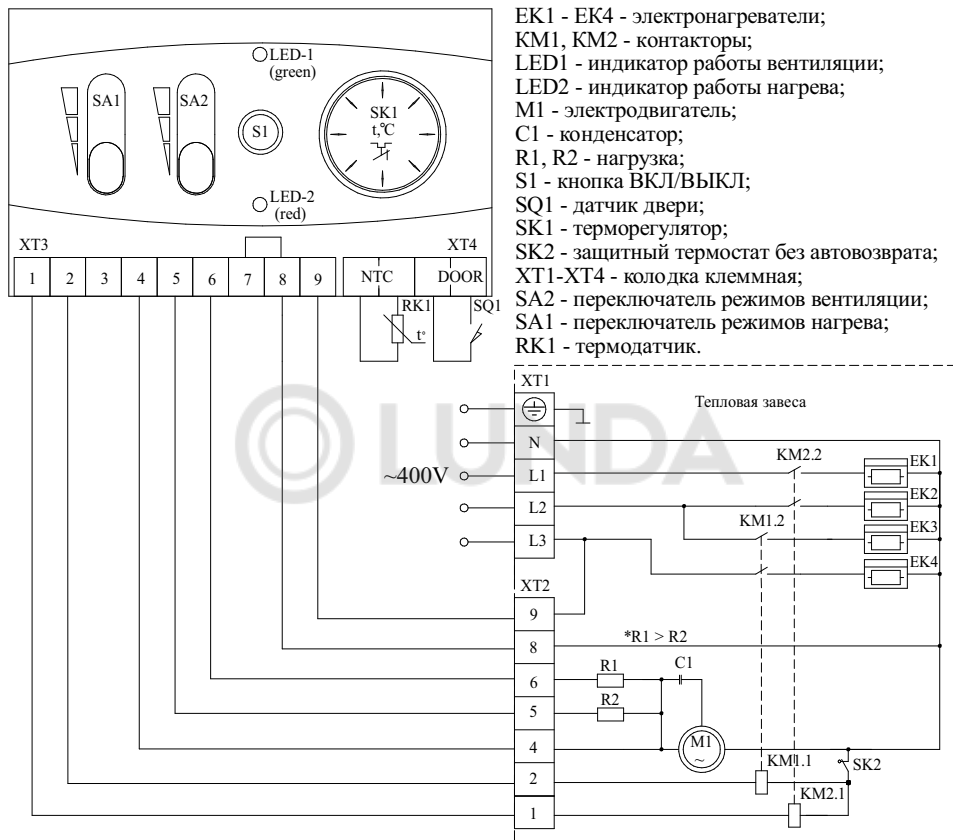 LED-1
(green)
SA1
SA2
S1
SK1
t,℃
LED-2
(red)
XT3
XT4
1 2 3 4 5 6 7 8 9
NTC
DOOR
RK1
t°
SQ1
EK1 - EK4 - электронагреватели;
KM1, KM2 - контакторы;
LED1 - индикатор работы вентиляции;
LED2 - индикатор работы нагрева;
M1 - электродвигатель;
C1 - конденсатор;
R1, R2 - нагрузка;
S1 - кнопка ВКЛ/ВЫКЛ;
SQ1 - датчик двери;
SK1 - терморегулятор;
SK2 - защитный термостат без автовозврата;
XT1-XT4 - колодка клеммная;
SA2 - переключатель режимов вентиляции;
SA1 - переключатель режимов нагрева;
RK1 - термодатчик.
XT1
Тепловая завеса
LUNDA
N
~400V
L1
L2
L3
KM2.2
KM1.2
EK1
EK2
EK3
EK4
XT2
9
8
*R1 > R2
6
R1
C1
5
R2
4
M1
~
2
KM1.1
SK2
1
KM2.1